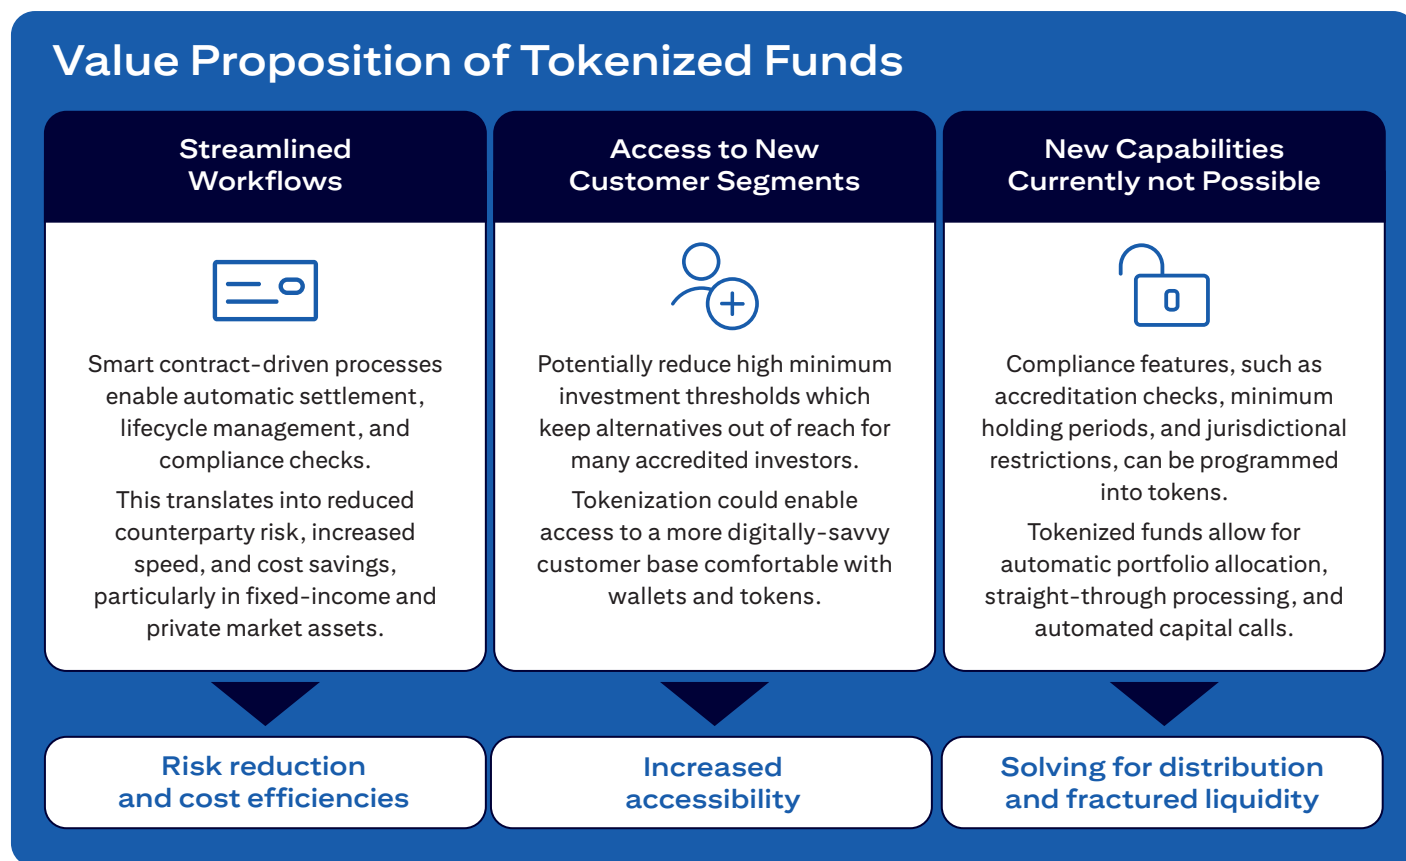 Value Proposition of Tokenized Funds
Streamlined
Workflows
Smart contract-driven processes
enable automatic settlement,
lifecycle management, and
compliance checks.
This translates into reduced
counterparty risk, increased
speed, and cost savings,
particularly in fixed-income and
private market assets.
Risk reduction
and cost efficiencies
Access to New
Customer Segments
Potentially reduce high minimum
investment thresholds which
keep alternatives out of reach for
many accredited investors.
Tokenization could enable
access to a more digitally-savvy
customer base comfortable with
wallets and tokens.
Increased
accessibility
New Capabilities
Currently not Possible
Compliance features, such as
accreditation checks, minimum
holding periods, and jurisdictional
restrictions, can be programmed
into tokens.
Tokenized funds allow for
automatic portfolio allocation,
straight-through processing, and
automated capital calls.
Solving for distribution
and fractured liquidity